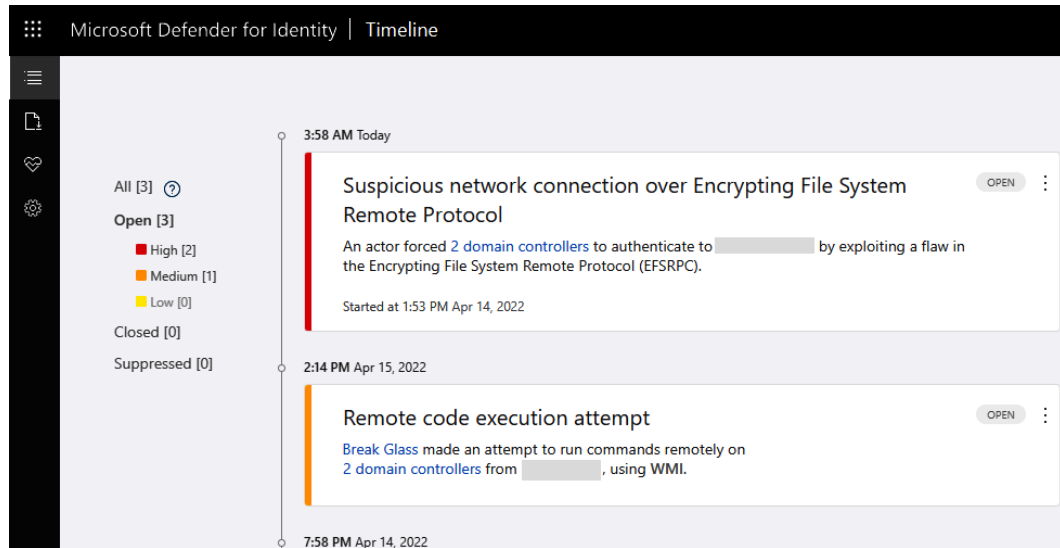 Microsoft Defender for Identity | Timeline
All [3] ?
Open [3]
High [2]
Medium [1]
Low [0]
Closed [0]
Suppressed [0]
3:58 AM Today
Suspicious network connection over Encrypting File System
Remote Protocol
OPEN
An actor forced 2 domain controllers to authenticate to by exploiting a flaw in
the Encrypting File System Remote Protocol (EFSRPC).
Started at 1:53 PM Apr 14, 2022
2:14 PM Apr 15, 2022
Remote code execution attempt
OPEN
Break Glass made an attempt to run commands remotely on
2 domain controllers from , using WMI.
7:58 PM Apr 14, 2022